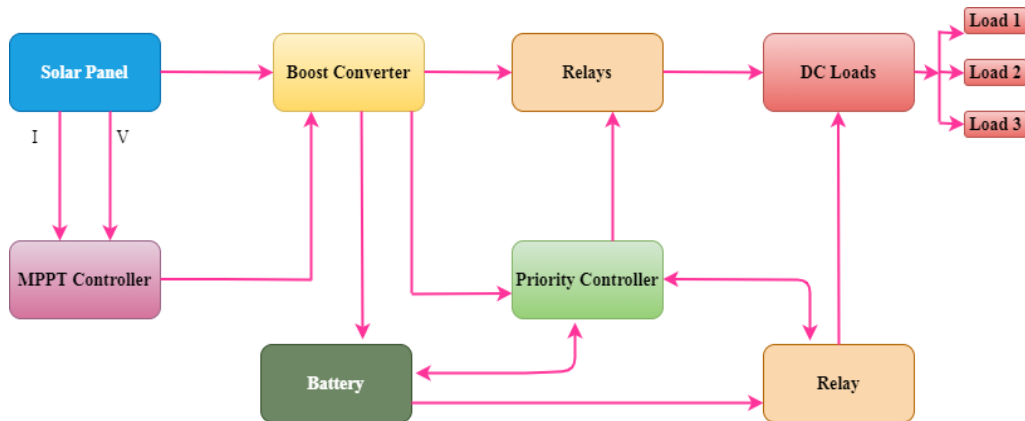 Load 1
Solar Panel
Boost Converter
Relays
DC Loads
Load 2
Load 3
I
V
MPPT Controller
Priority Controller
Battery
Relay